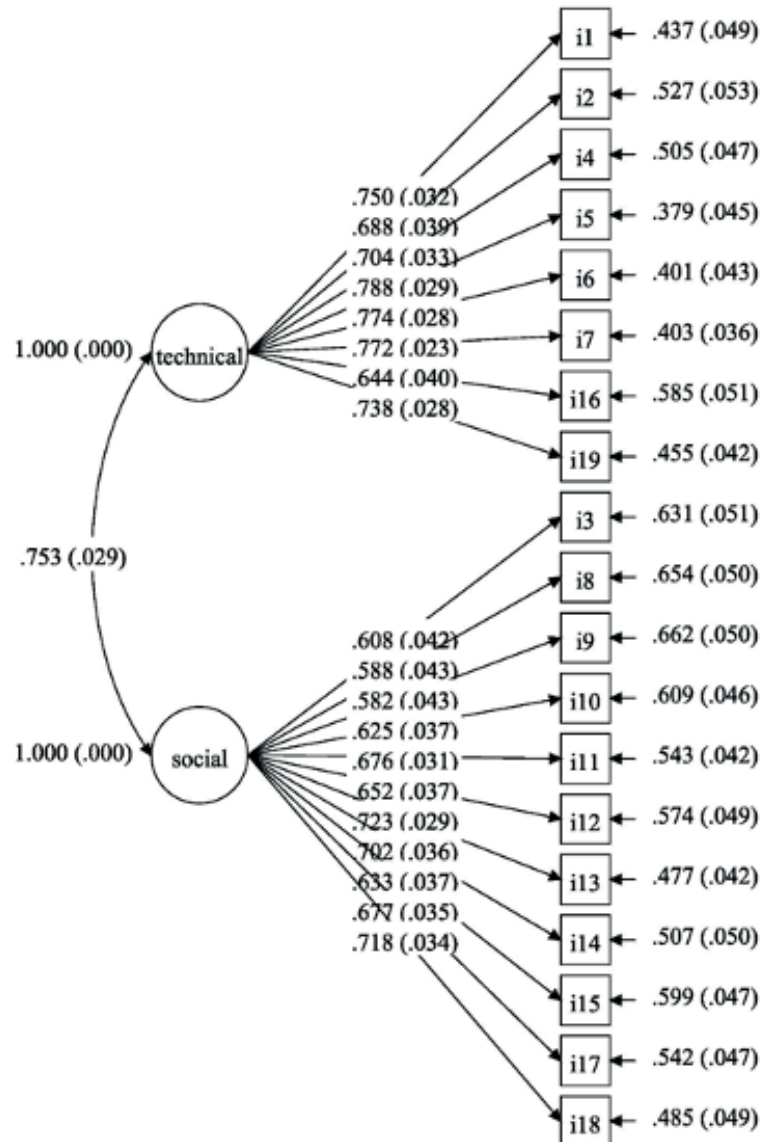 i1 .437 (.049)
i2 .527 (.053)
i4 .505 (.047)
.750 (.032)
.688 (.039)
i5 .379 (.045)
.704 (.033)
.788 (.029)
i6 .401 (.043)
.774 (.028)
i7 .403 (.036)
1.000 (.000) technical
.772 (.023)
.644 (.040)
i16 .585 (.051)
.738 (.028)
i19 .455 (.042)
i3 .631 (.051)
.753 (.029)
i8 .654 (.050)
.608 (.042)
i9 .662 (.050)
.588 (.043)
.582 (.043)
i10 .609 (.046)
.625 (.037)
1.000 (.000) social
.676 (.031)
i11 .543 (.042)
.652 (.037)
i12 .574 (.049)
.723 (.029)
.702 (.036)
i13 .477 (.042)
.633 (.037)
.677 (.035)
i14 .507 (.050)
.718 (.034)
i15 .599 (.047)
i17 .542 (.047)
i18 .485 (.049)